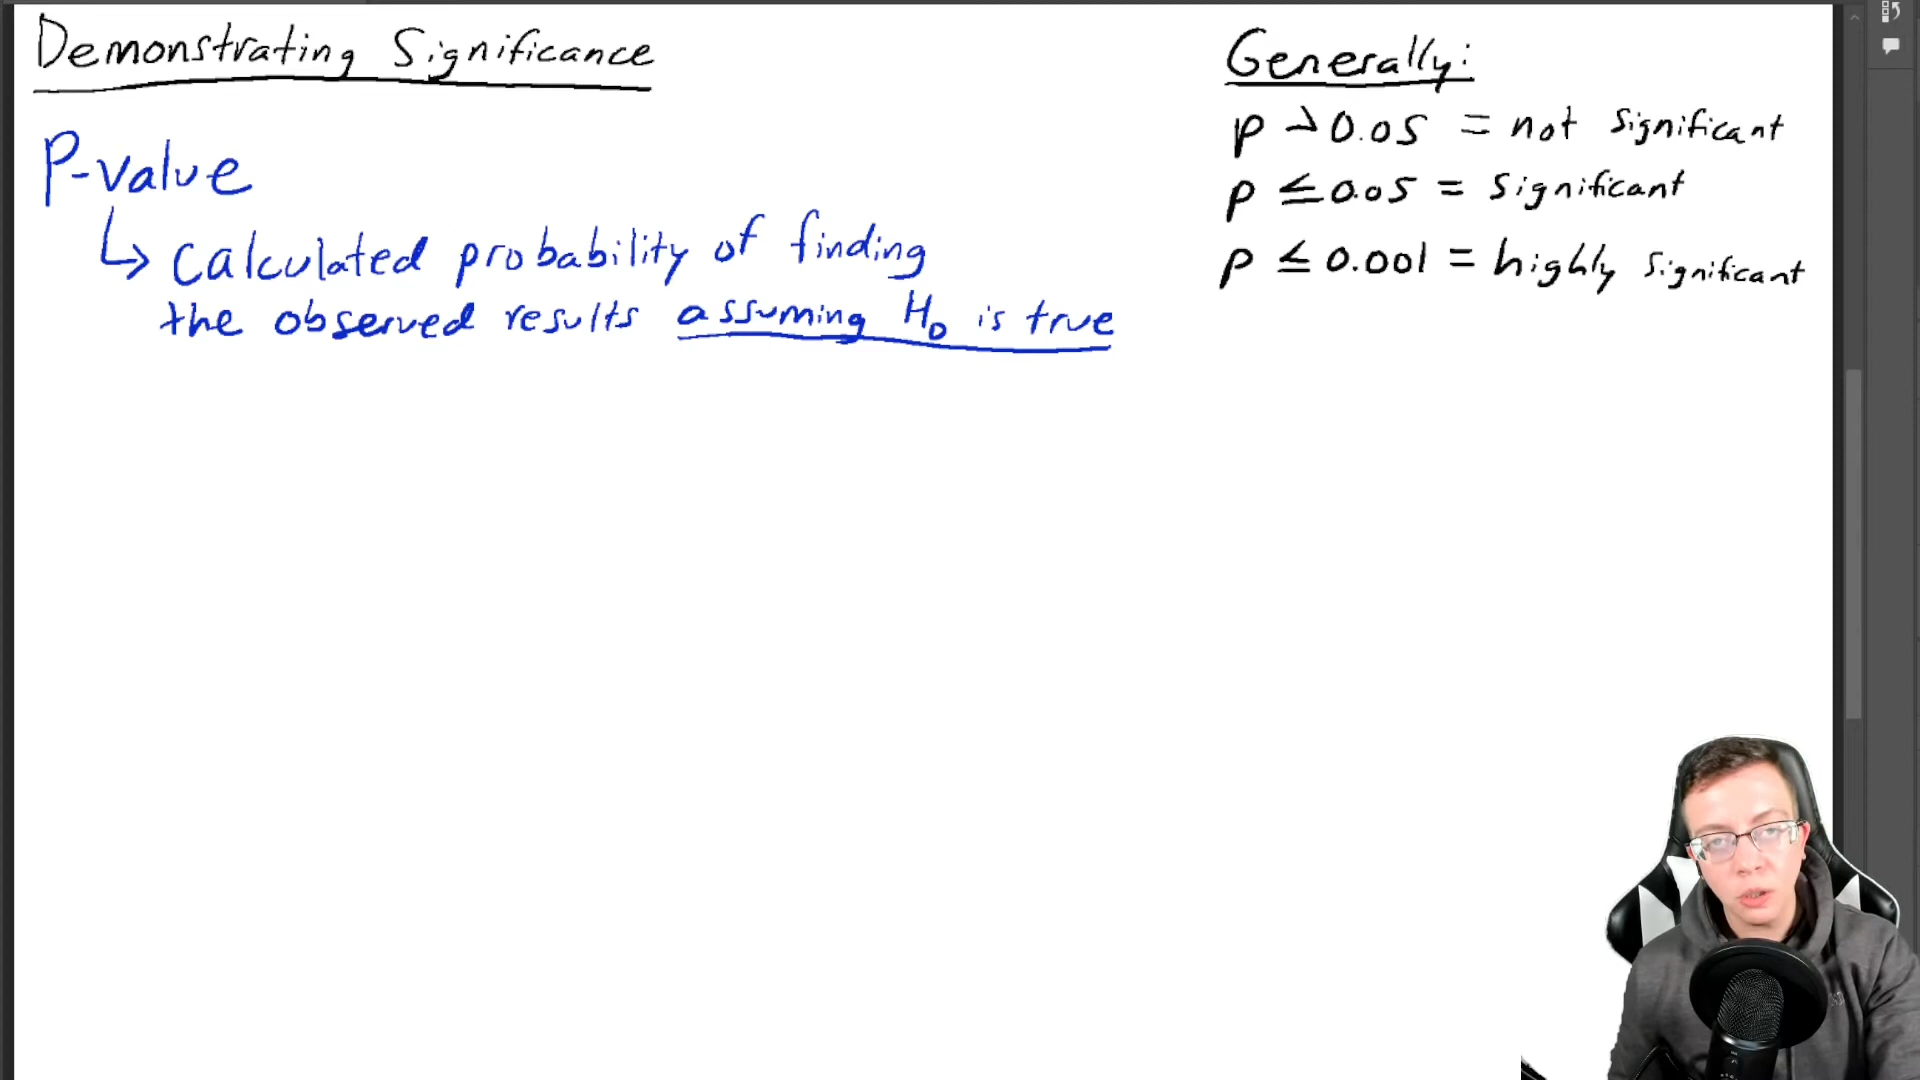 Demonstrating Significance
P-value
↳ Calculated probability of finding
the observed results assuming H₀ is true
Generally:
p > 0.05 = not significant
p ≤ 0.05 = significant
p ≤ 0.001 = highly significant